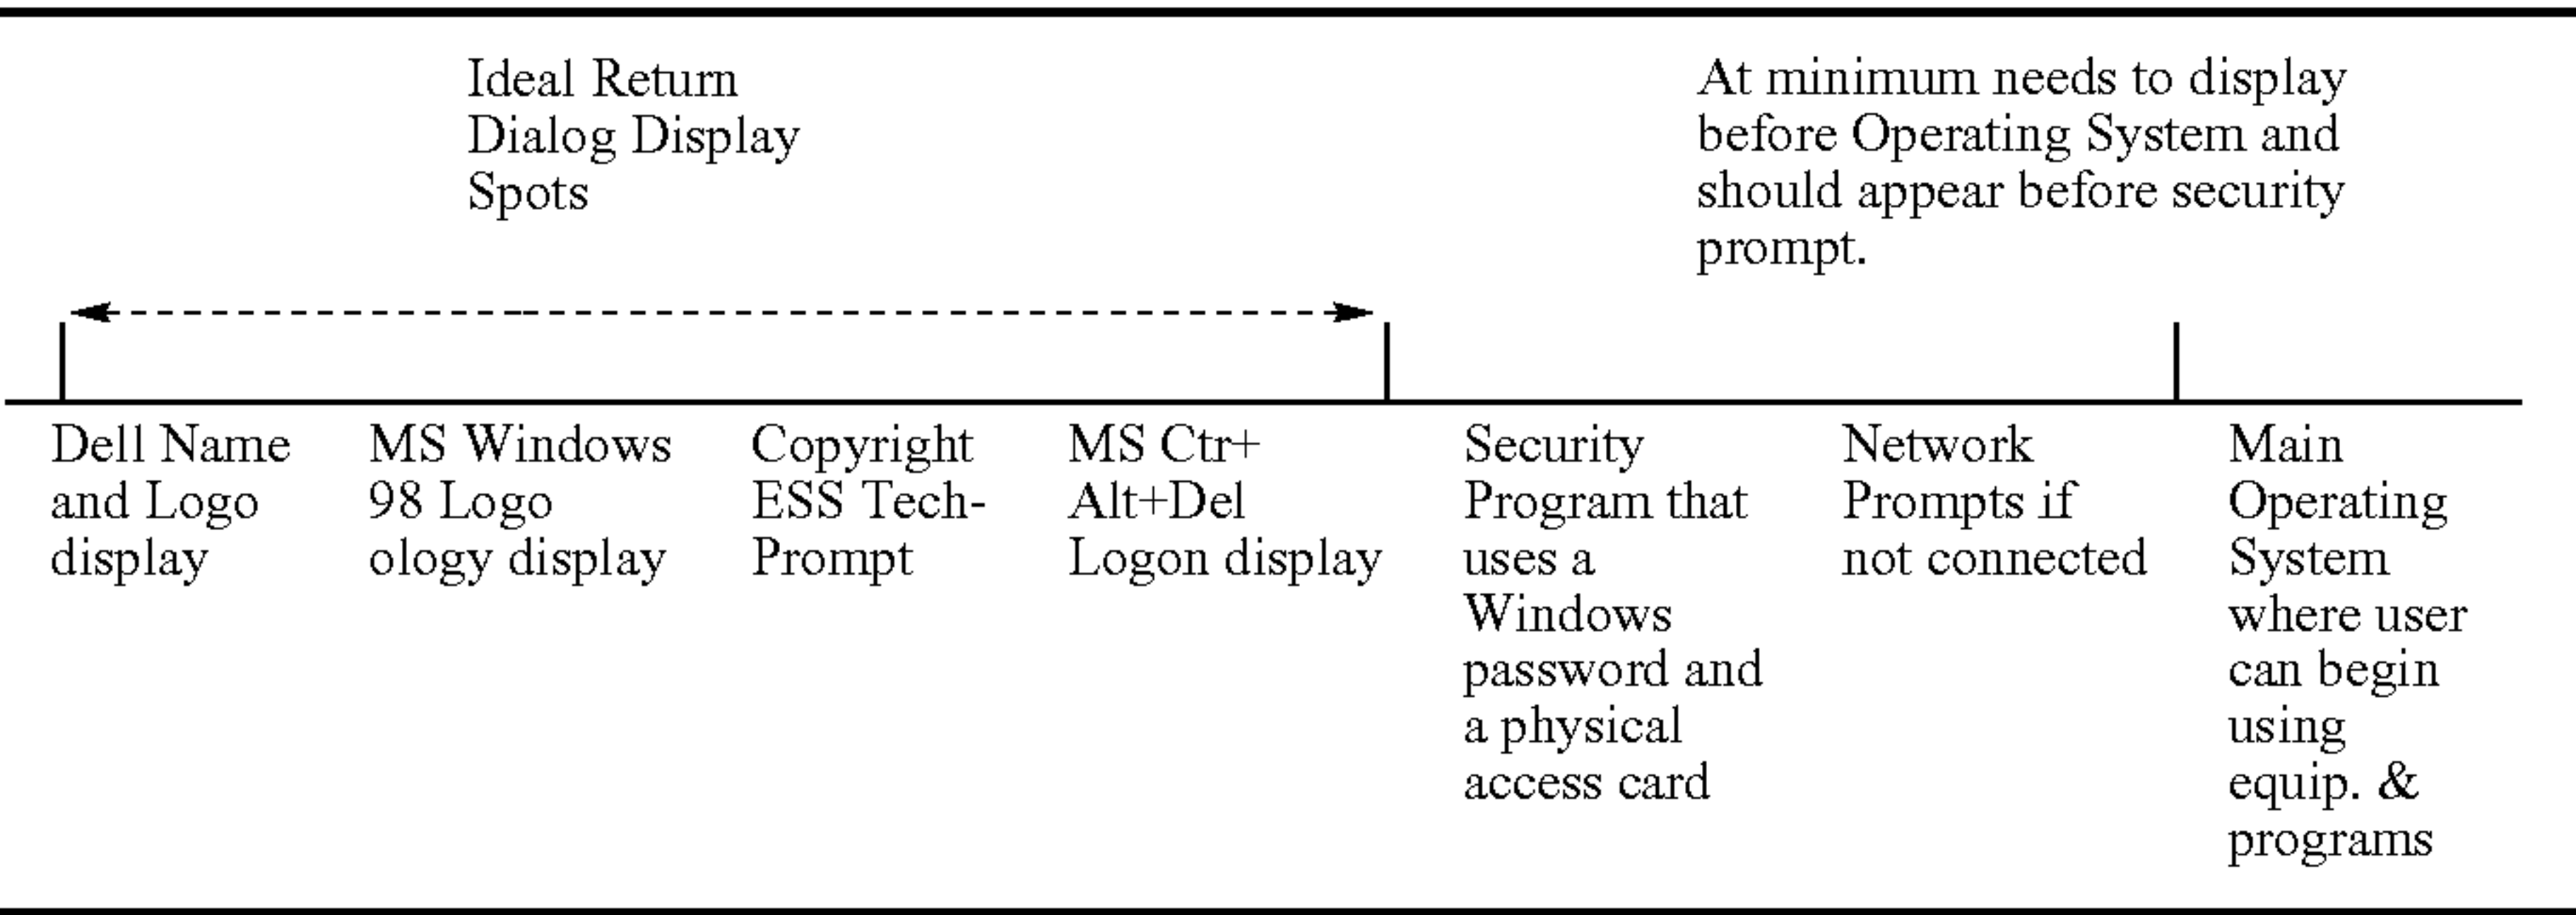 Ideal Return
Dialog Display
Spots
At minimum needs to display
before Operating System and
should appear before security
prompt.
Dell Name
and Logo
display
MS Windows
98 Logo
ology display
Copyright
ESS Tech-
Prompt
MS Ctr+
Alt+Del
Logon display
Security
Program that
uses a
Windows
password and
a physical
access card
Network
Prompts if
not connected
Main
Operating
System
where user
can begin
using
equip. &
programs